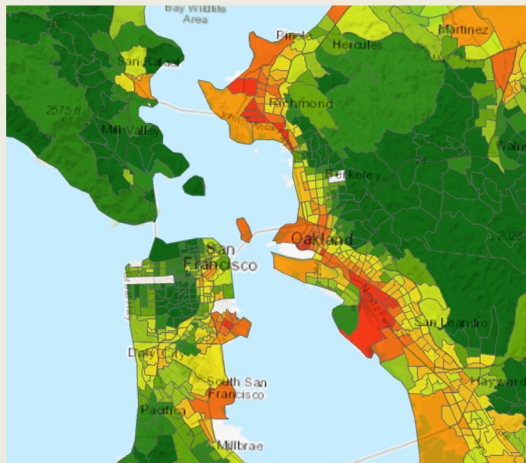 Bay Wildlife
Area
Pinole
Martinez
Hercules
San Rafael
2575 ft
Richmond
Mill Valley
Berkeley
Oakland
San
Francisco
San Leandro
Daly City
South San
Francisco
Hayward
Pacifica
Millbrae